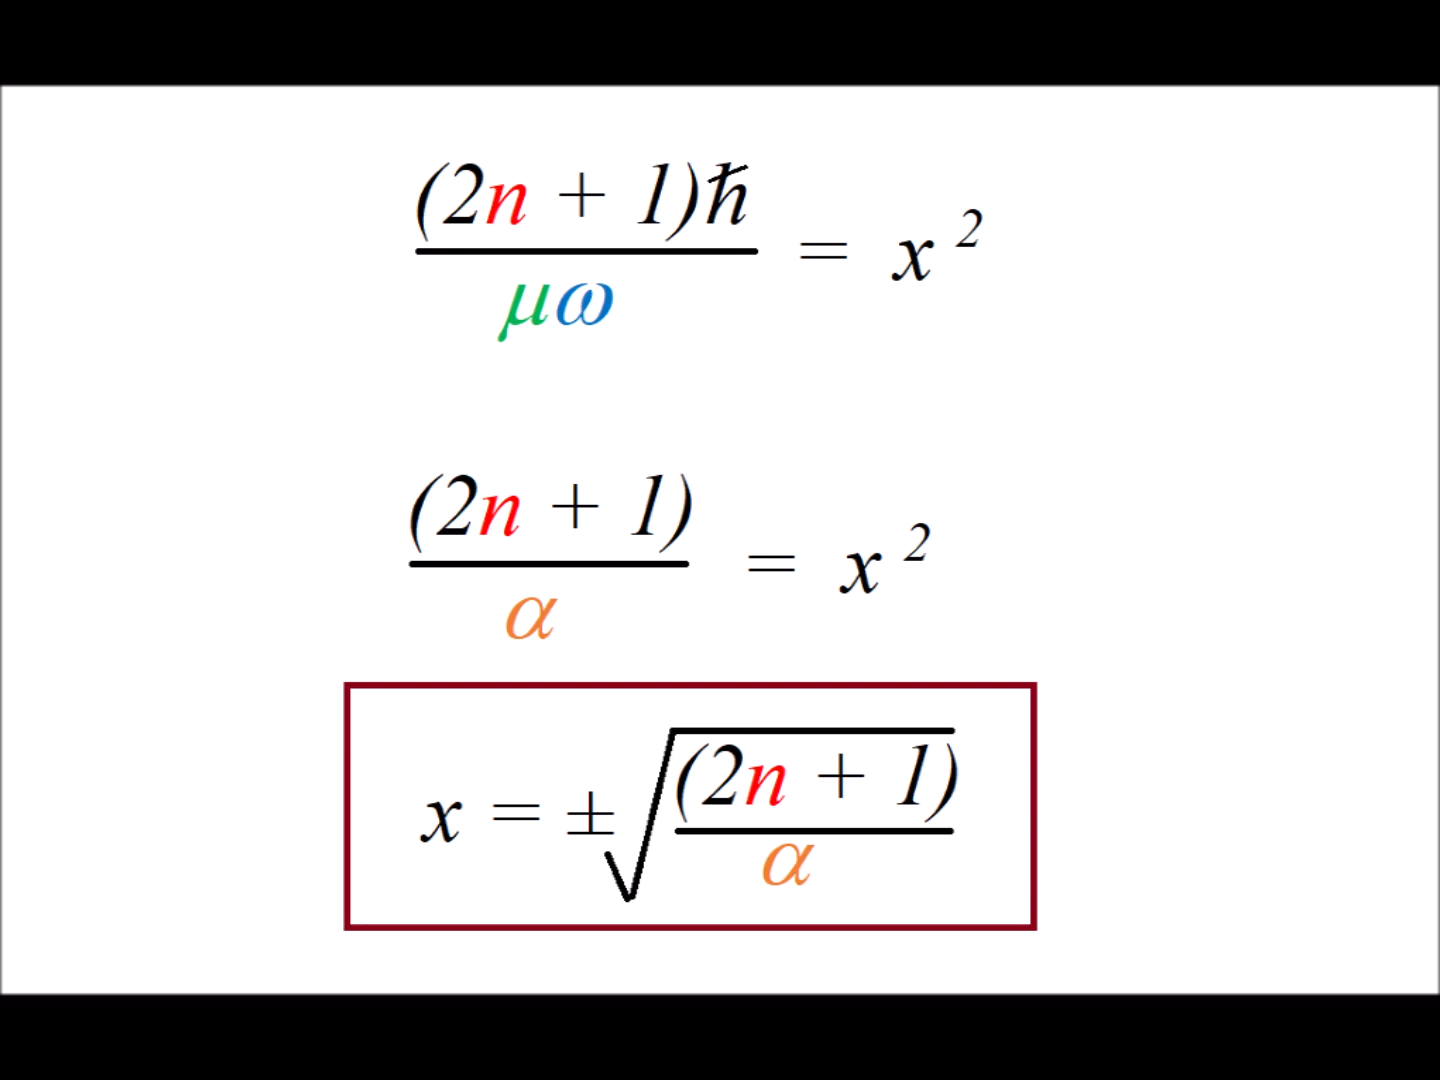 (2n + 1)ħ / μω = x²
(2n + 1) / α = x²
x = ±√((2n + 1) / α)